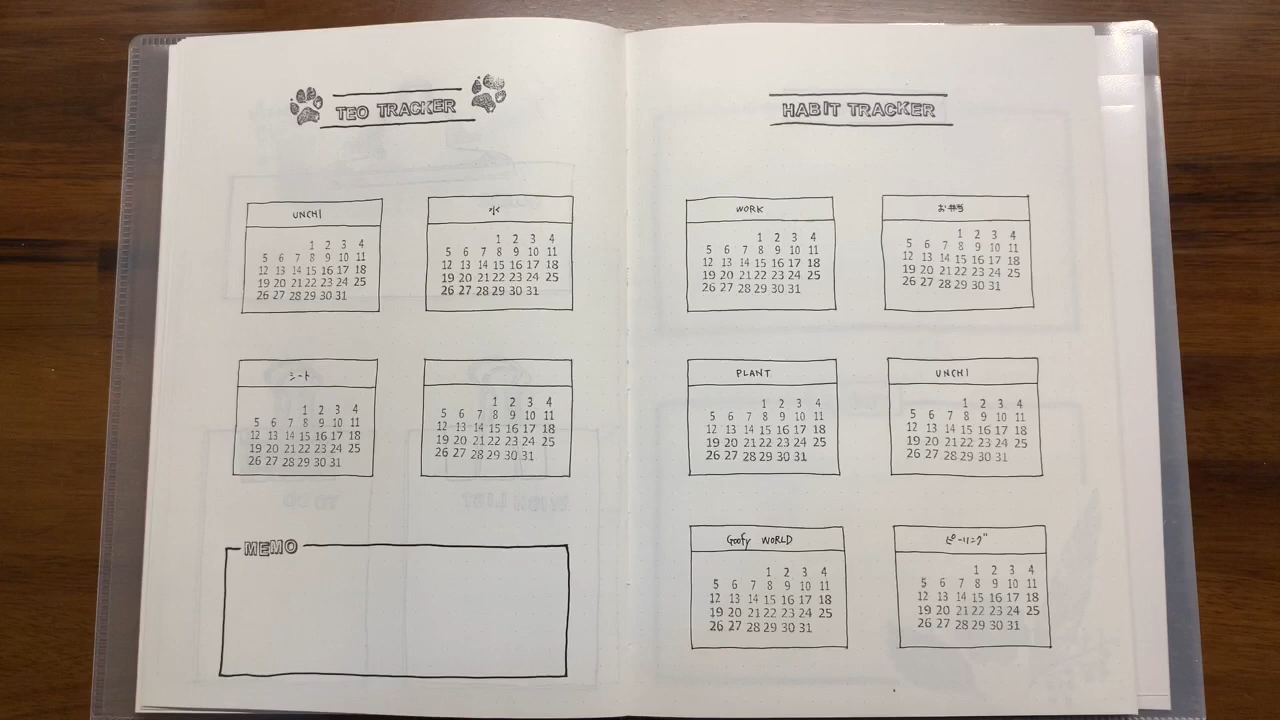 TEO TRACKER
UNCHI
1 2 3 4
5 6 7 8 9 10 11
12 13 14 15 16 17 18
19 20 21 22 23 24 25
26 27 28 29 30 31
水
1 2 3 4
5 6 7 8 9 10 11
12 13 14 15 16 17 18
19 20 21 22 23 24 25
26 27 28 29 30 31
シート
1 2 3 4
5 6 7 8 9 10 11
12 13 14 15 16 17 18
19 20 21 22 23 24 25
26 27 28 29 30 31
1 2 3 4
5 6 7 8 9 10 11
12 13 14 15 16 17 18
19 20 21 22 23 24 25
26 27 28 29 30 31
MEMO
HABIT TRACKER
WORK
1 2 3 4
5 6 7 8 9 10 11
12 13 14 15 16 17 18
19 20 21 22 23 24 25
26 27 28 29 30 31
お弁当
1 2 3 4
5 6 7 8 9 10 11
12 13 14 15 16 17 18
19 20 21 22 23 24 25
26 27 28 29 30 31
PLANT
1 2 3 4
5 6 7 8 9 10 11
12 13 14 15 16 17 18
19 20 21 22 23 24 25
26 27 28 29 30 31
UNCHI
1 2 3 4
5 6 7 8 9 10 11
12 13 14 15 16 17 18
19 20 21 22 23 24 25
26 27 28 29 30 31
Goofy WORLD
1 2 3 4
5 6 7 8 9 10 11
12 13 14 15 16 17 18
19 20 21 22 23 24 25
26 27 28 29 30 31
ピーリング
1 2 3 4
5 6 7 8 9 10 11
12 13 14 15 16 17 18
19 20 21 22 23 24 25
26 27 28 29 30 31